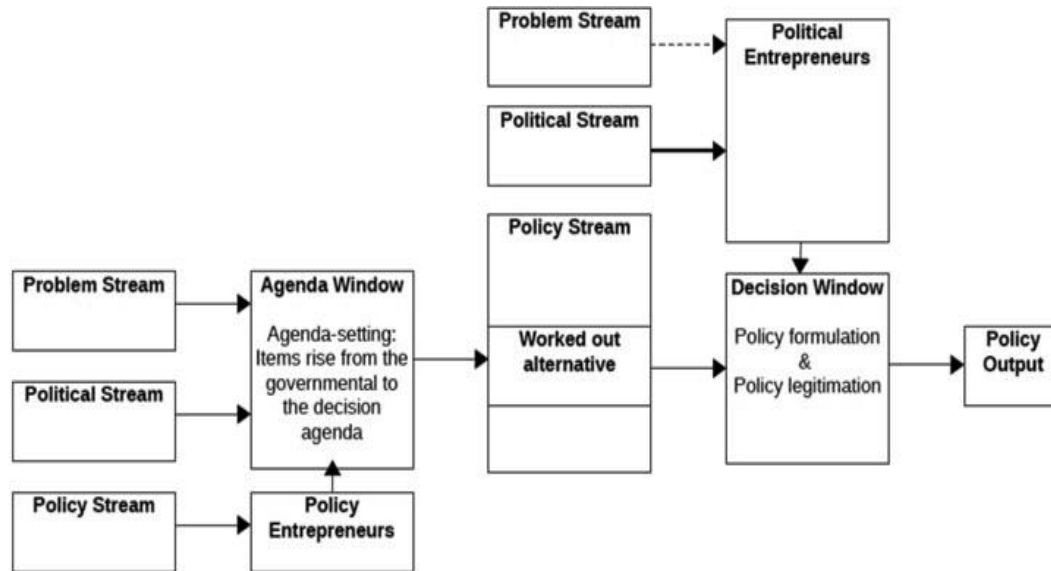 Problem Stream
Political
Entrepreneurs
Political Stream
Policy Stream
Problem Stream
Agenda Window
Agenda-setting:
Items rise from the
governmental to
the decision
agenda
Worked out
alternative
Decision Window
Policy formulation
&
Policy legitimation
Policy
Output
Political Stream
Policy Stream
Policy
Entrepreneurs